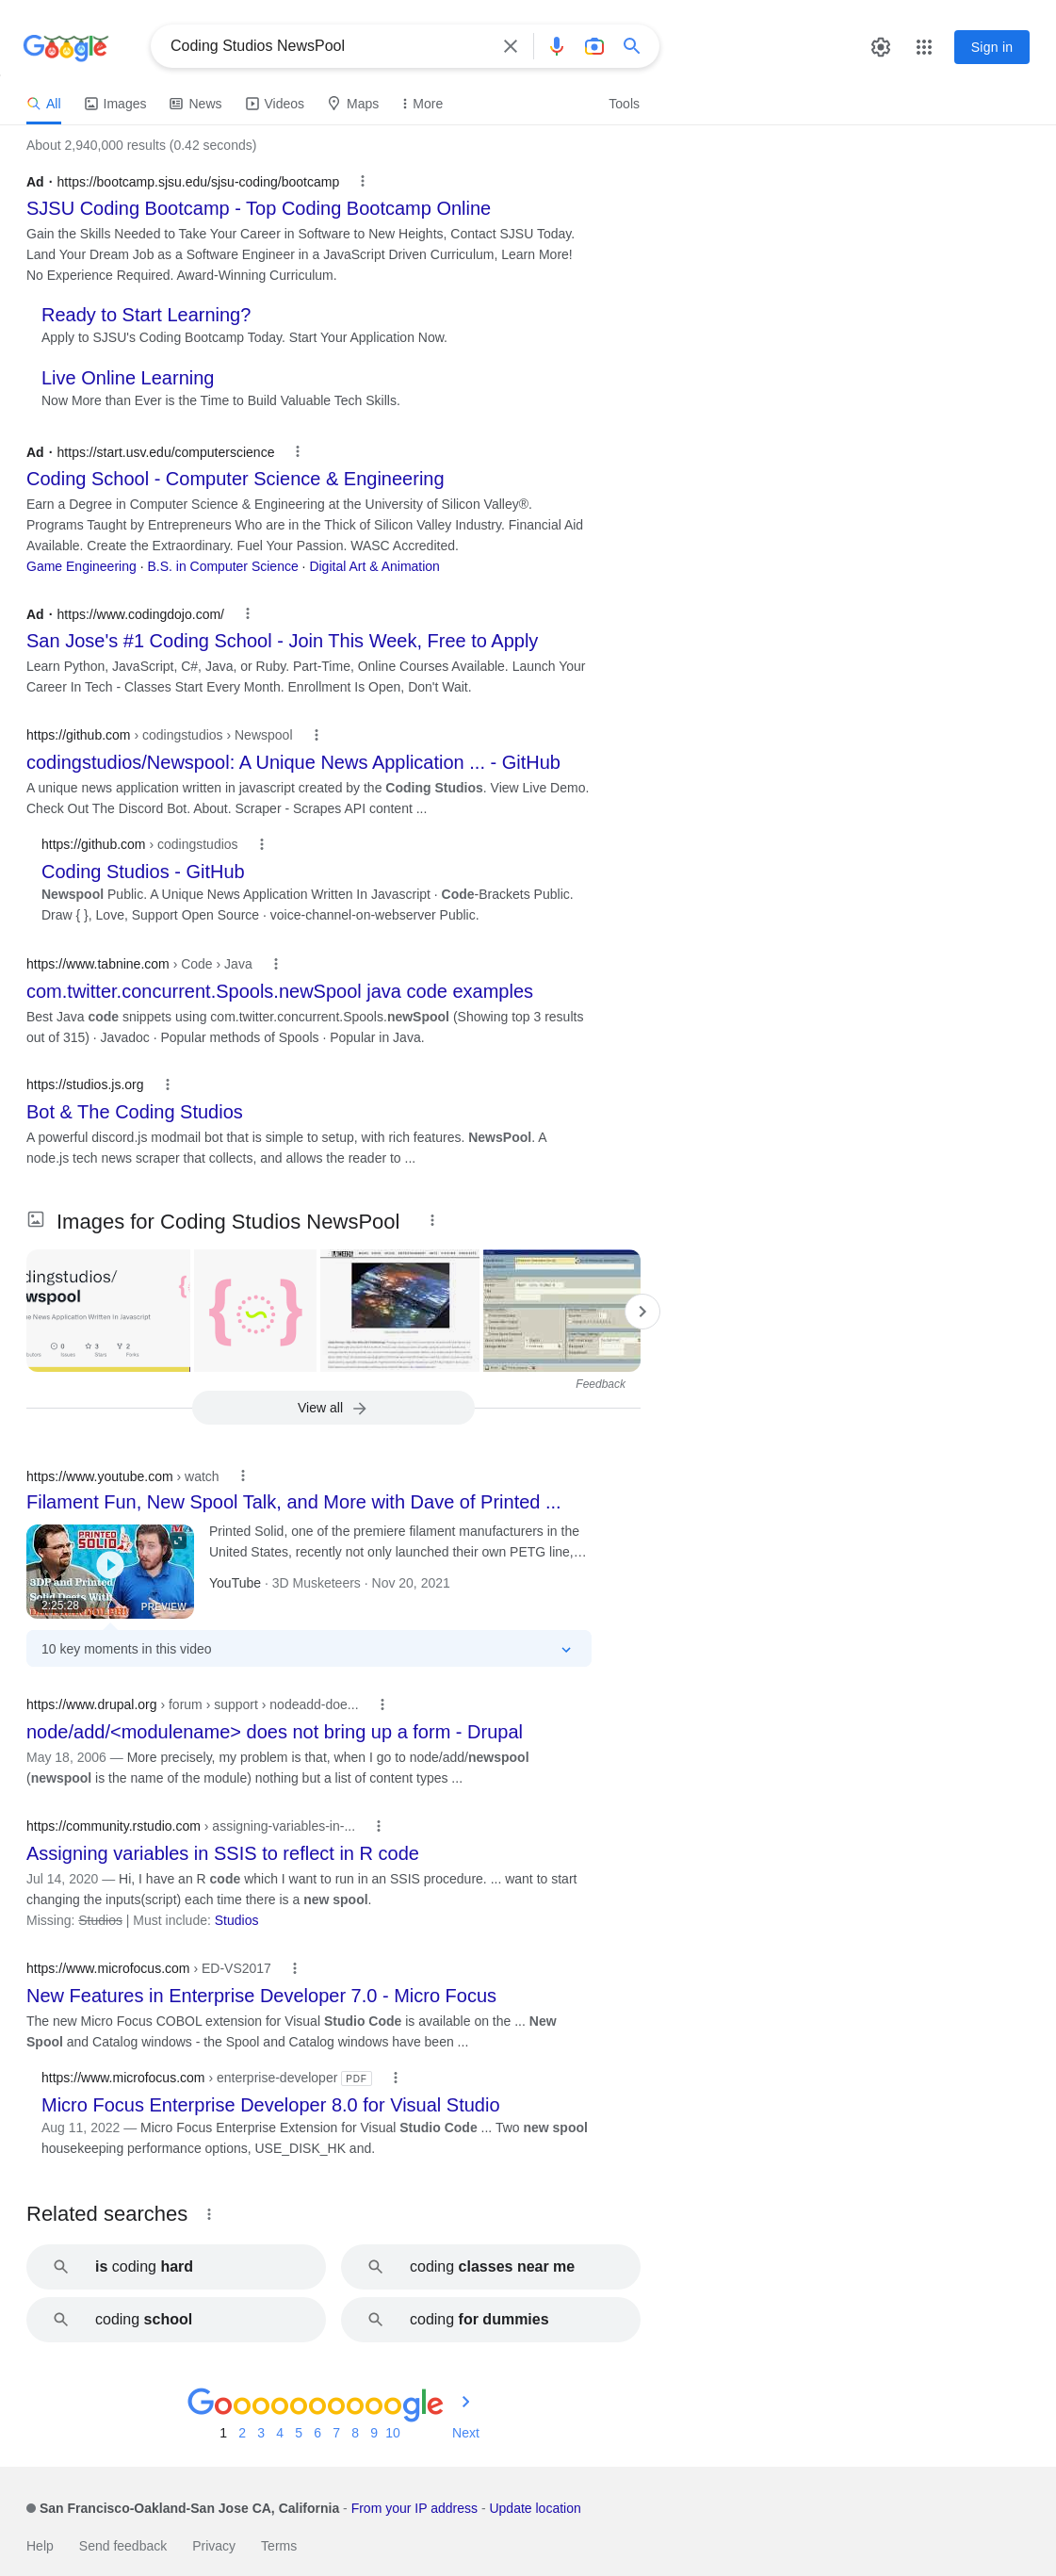 Google
Coding Studios NewsPool
Sign in
All
Images
News
Videos
Maps
More
Tools
About 2,940,000 results (0.42 seconds)
Ad · https://bootcamp.sjsu.edu/sjsu-coding/bootcamp
SJSU Coding Bootcamp - Top Coding Bootcamp Online
Gain the Skills Needed to Take Your Career in Software to New Heights, Contact SJSU Today.
Land Your Dream Job as a Software Engineer in a JavaScript Driven Curriculum, Learn More!
No Experience Required. Award-Winning Curriculum.
Ready to Start Learning?
Apply to SJSU's Coding Bootcamp Today. Start Your Application Now.
Live Online Learning
Now More than Ever is the Time to Build Valuable Tech Skills.
Ad · https://start.usv.edu/computerscience
Coding School - Computer Science & Engineering
Earn a Degree in Computer Science & Engineering at the University of Silicon Valley®.
Programs Taught by Entrepreneurs Who are in the Thick of Silicon Valley Industry. Financial Aid
Available. Create the Extraordinary. Fuel Your Passion. WASC Accredited.
Game Engineering · B.S. in Computer Science · Digital Art & Animation
Ad · https://www.codingdojo.com/
San Jose's #1 Coding School - Join This Week, Free to Apply
Learn Python, JavaScript, C#, Java, or Ruby. Part-Time, Online Courses Available. Launch Your
Career In Tech - Classes Start Every Month. Enrollment Is Open, Don't Wait.
https://github.com › codingstudios › Newspool
codingstudios/Newspool: A Unique News Application ... - GitHub
A unique news application written in javascript created by the Coding Studios. View Live Demo.
Check Out The Discord Bot. About. Scraper - Scrapes API content ...
https://github.com › codingstudios
Coding Studios - GitHub
Newspool Public. A Unique News Application Written In Javascript · Code-Brackets Public.
Draw { }, Love, Support Open Source · voice-channel-on-webserver Public.
https://www.tabnine.com › Code › Java
com.twitter.concurrent.Spools.newSpool java code examples
Best Java code snippets using com.twitter.concurrent.Spools.newSpool (Showing top 3 results
out of 315) · Javadoc · Popular methods of Spools · Popular in Java.
https://studios.js.org
Bot & The Coding Studios
A powerful discord.js modmail bot that is simple to setup, with rich features. NewsPool. A
node.js tech news scraper that collects, and allows the reader to ...
Images for Coding Studios NewsPool
dingstudios/
wspool
e News Application Written In Javascript
0 3 2
Issues Stars Forks
Feedback
View all
https://www.youtube.com › watch
Filament Fun, New Spool Talk, and More with Dave of Printed ...
PRINTED
SOLID
3DP and Printed
Solid Deets With
2:25:28
PREVIEW
Printed Solid, one of the premiere filament manufacturers in the
United States, recently not only launched their own PETG line,...
YouTube · 3D Musketeers · Nov 20, 2021
10 key moments in this video
https://www.drupal.org › forum › support › nodeadd-doe...
node/add/<modulename> does not bring up a form - Drupal
May 18, 2006 — More precisely, my problem is that, when I go to node/add/newspool
(newspool is the name of the module) nothing but a list of content types ...
https://community.rstudio.com › assigning-variables-in-...
Assigning variables in SSIS to reflect in R code
Jul 14, 2020 — Hi, I have an R code which I want to run in an SSIS procedure. ... want to start
changing the inputs(script) each time there is a new spool.
Missing: Studios | Must include: Studios
https://www.microfocus.com › ED-VS2017
New Features in Enterprise Developer 7.0 - Micro Focus
The new Micro Focus COBOL extension for Visual Studio Code is available on the ... New
Spool and Catalog windows - the Spool and Catalog windows have been ...
https://www.microfocus.com › enterprise-developer PDF
Micro Focus Enterprise Developer 8.0 for Visual Studio
Aug 11, 2022 — Micro Focus Enterprise Extension for Visual Studio Code ... Two new spool
housekeeping performance options, USE_DISK_HK and.
Related searches
is coding hard
coding classes near me
coding school
coding for dummies
Goooooooooogle
1 2 3 4 5 6 7 8 9 10 Next
San Francisco-Oakland-San Jose CA, California - From your IP address - Update location
Help Send feedback Privacy Terms